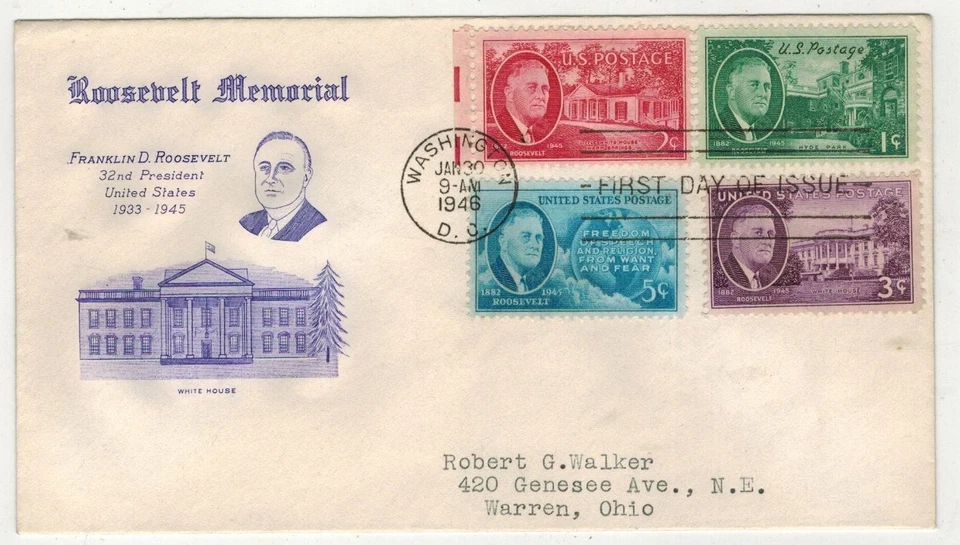 Roosevelt Memorial
FRANKLIN D. ROOSEVELT
32nd President
United States
1933 - 1945
WHITE HOUSE
U.S. POSTAGE
1882
1945
2¢
U.S. Postage
ROOSEVELT
1945
HYDE PARK
1¢
WASHINGTON
JAN 30
9-AM
1946
D. C.
-FIRST DAY OF ISSUE
UNITED STATES POSTAGE
FREEDOM
OF SPEECH
AND RELIGION,
FROM WANT
AND FEAR
1882 1945
ROOSEVELT
5¢
UNITED STATES POSTAGE
1882 1945
ROOSEVELT
3¢
Robert G.Walker
420 Genesee Ave., N.E.
Warren, Ohio